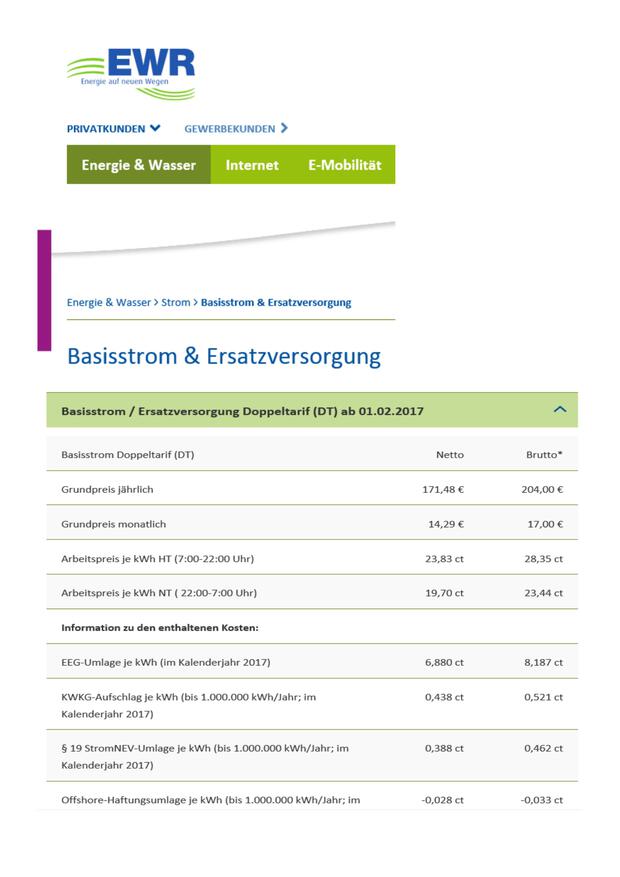 EWR
Energie auf neuen Wegen
PRIVATKUNDEN GEWERBEKUNDEN
Energie & Wasser Internet E-Mobilität
Energie & Wasser > Strom > Basisstrom & Ersatzversorgung
Basisstrom & Ersatzversorgung
Basisstrom / Ersatzversorgung Doppeltarif (DT) ab 01.02.2017
Basisstrom Doppeltarif (DT) Netto Brutto*
Grundpreis jährlich 171,48 € 204,00 €
Grundpreis monatlich 14,29 € 17,00 €
Arbeitspreis je kWh HT (7:00-22:00 Uhr) 23,83 ct 28,35 ct
Arbeitspreis je kWh NT ( 22:00-7:00 Uhr) 19,70 ct 23,44 ct
Information zu den enthaltenen Kosten:
EEG-Umlage je kWh (im Kalenderjahr 2017) 6,880 ct 8,187 ct
KWKG-Aufschlag je kWh (bis 1.000.000 kWh/Jahr; im 0,438 ct 0,521 ct
Kalenderjahr 2017)
§ 19 StromNEV-Umlage je kWh (bis 1.000.000 kWh/Jahr; im 0,388 ct 0,462 ct
Kalenderjahr 2017)
Offshore-Haftungsumlage je kWh (bis 1.000.000 kWh/Jahr; im -0,028 ct -0,033 ct